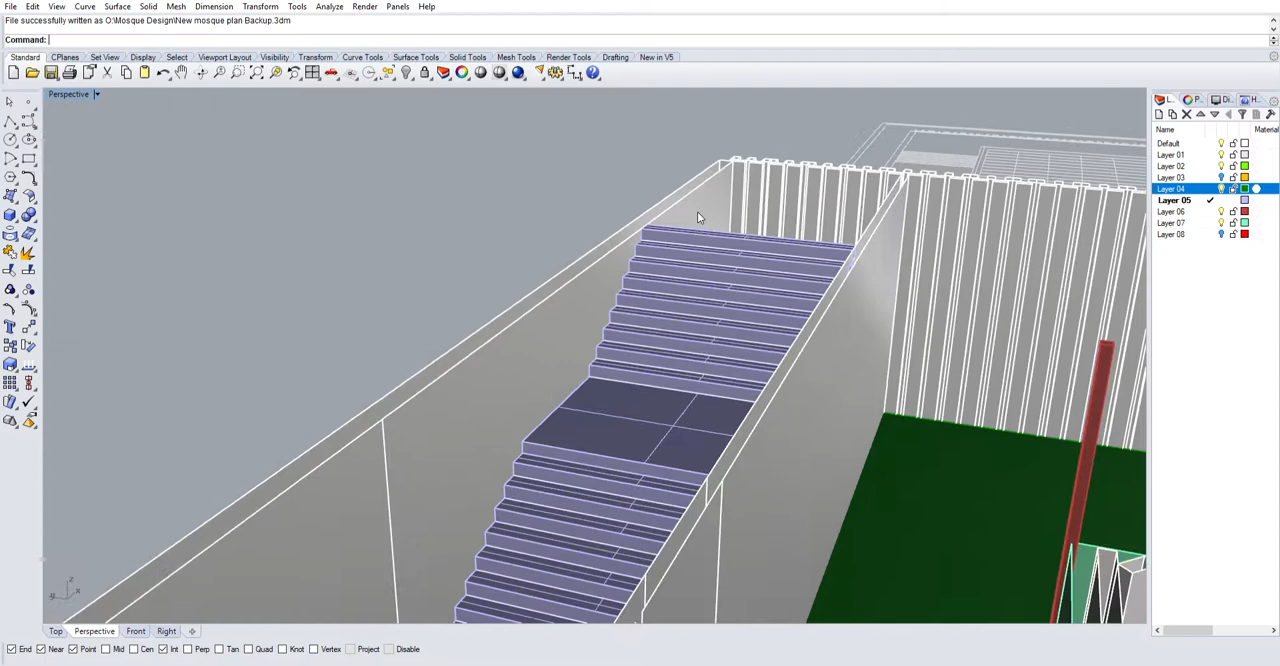 File Edit View Curve Surface Solid Mesh Dimension Transform Tools Analyze Render Panels Help
File successfully written as O:\Mosque Design\New mosque plan Backup.3dm
Command:
Standard CPlanes Set View Display Select Viewport Layout Visibility Transform Curve Tools Surface Tools Solid Tools Mesh Tools Render Tools Drafting New in V5
Perspective
L... P... Di... H...
Name Material
Default
Layer 01
Layer 02
Layer 03
Layer 04
Layer 05
Layer 06
Layer 07
Layer 08
z
y x
Top Perspective Front Right
End Near Point Mid Cen Int Perp Tan Quad Knot Vertex Project Disable